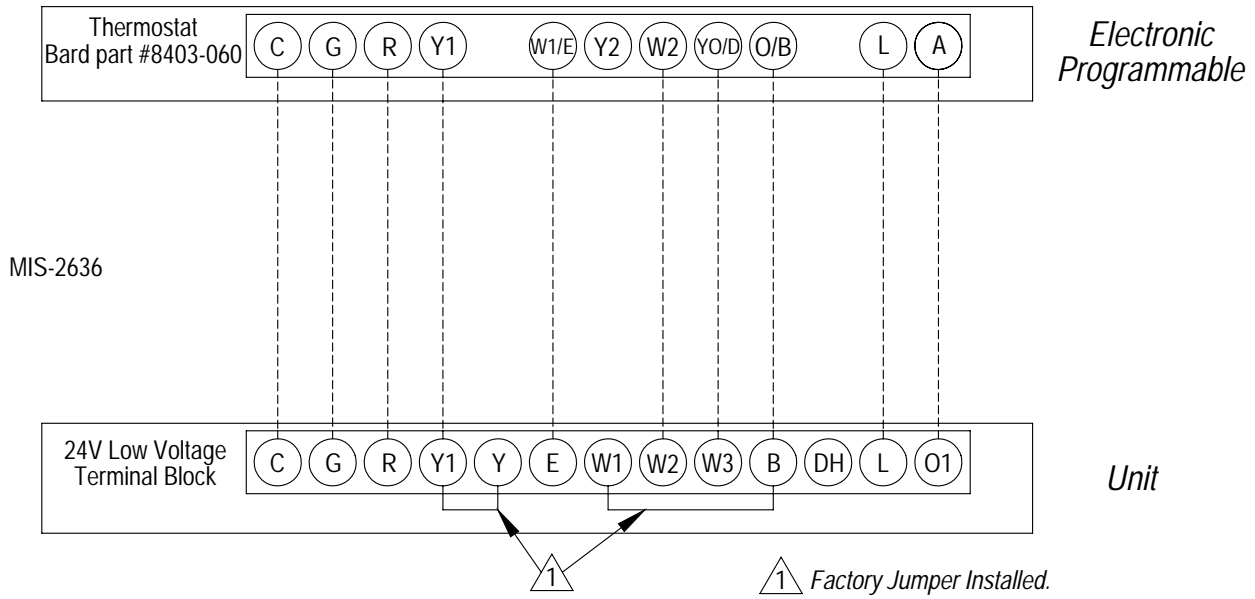 Thermostat
Bard part #8403-060
C G R Y1 W1/E Y2 W2 YO/D O/B L A
Electronic
Programmable
MIS-2636
24V Low Voltage
Terminal Block
C G R Y1 Y E W1 W2 W3 B DH L O1
Unit
1
1 Factory Jumper Installed.